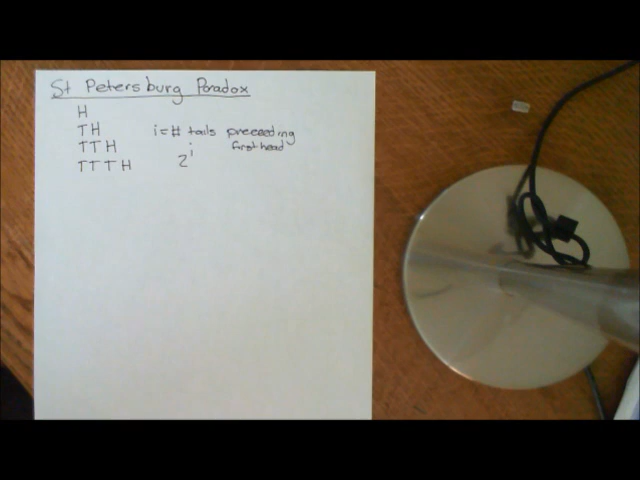 St Petersburg Paradox
H
TH i = # tails preceeding
TTH first head
TTTH 2^i